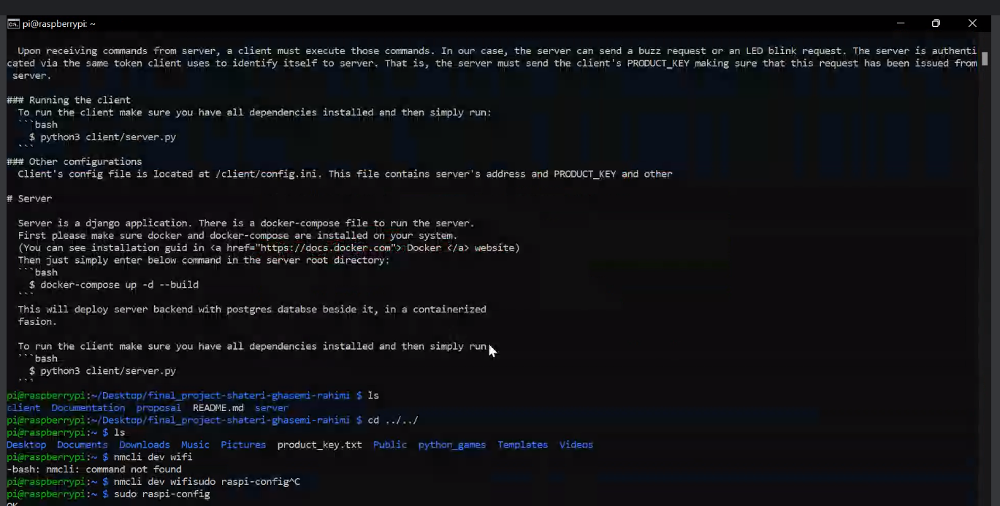 pi@raspberrypi: ~
Upon receiving commands from server, a client must execute those commands. In our case, the server can send a buzz request or an LED blink request. The server is authenti
cated via the same token client uses to identify itself to server. That is, the server must send the client's PRODUCT_KEY making sure that this request has been issued from
server.
### Running the client
To run the client make sure you have all dependencies installed and then simply run:
```bash
$ python3 client/server.py
```
### Other configurations
Client's config file is located at /client/config.ini. This file contains server's address and PRODUCT_KEY and other
# Server
Server is a django application. There is a docker-compose file to run the server.
First please make sure docker and docker-compose are installed on your system.
(You can see installation guid in <a href="https://docs.docker.com"> Docker </a> website)
Then just simply enter below command in the server root directory:
```bash
$ docker-compose up -d --build
```
This will deploy server backend with postgres databse beside it, in a containerized
fasion.
To run the client make sure you have all dependencies installed and then simply run
```bash
$ python3 client/server.py
```
pi@raspberrypi:~/Desktop/final_project-shateri-ghasemi-rahimi $ ls
client Documentation proposal README.md server
pi@raspberrypi:~/Desktop/final_project-shateri-ghasemi-rahimi $ cd ../../
pi@raspberrypi:~ $ ls
Desktop Documents Downloads Music Pictures product_key.txt Public python_games Templates Videos
pi@raspberrypi:~ $ nmcli dev wifi
-bash: nmcli: command not found
pi@raspberrypi:~ $ nmcli dev wifisudo raspi-config^C
pi@raspberrypi:~ $ sudo raspi-config
OK